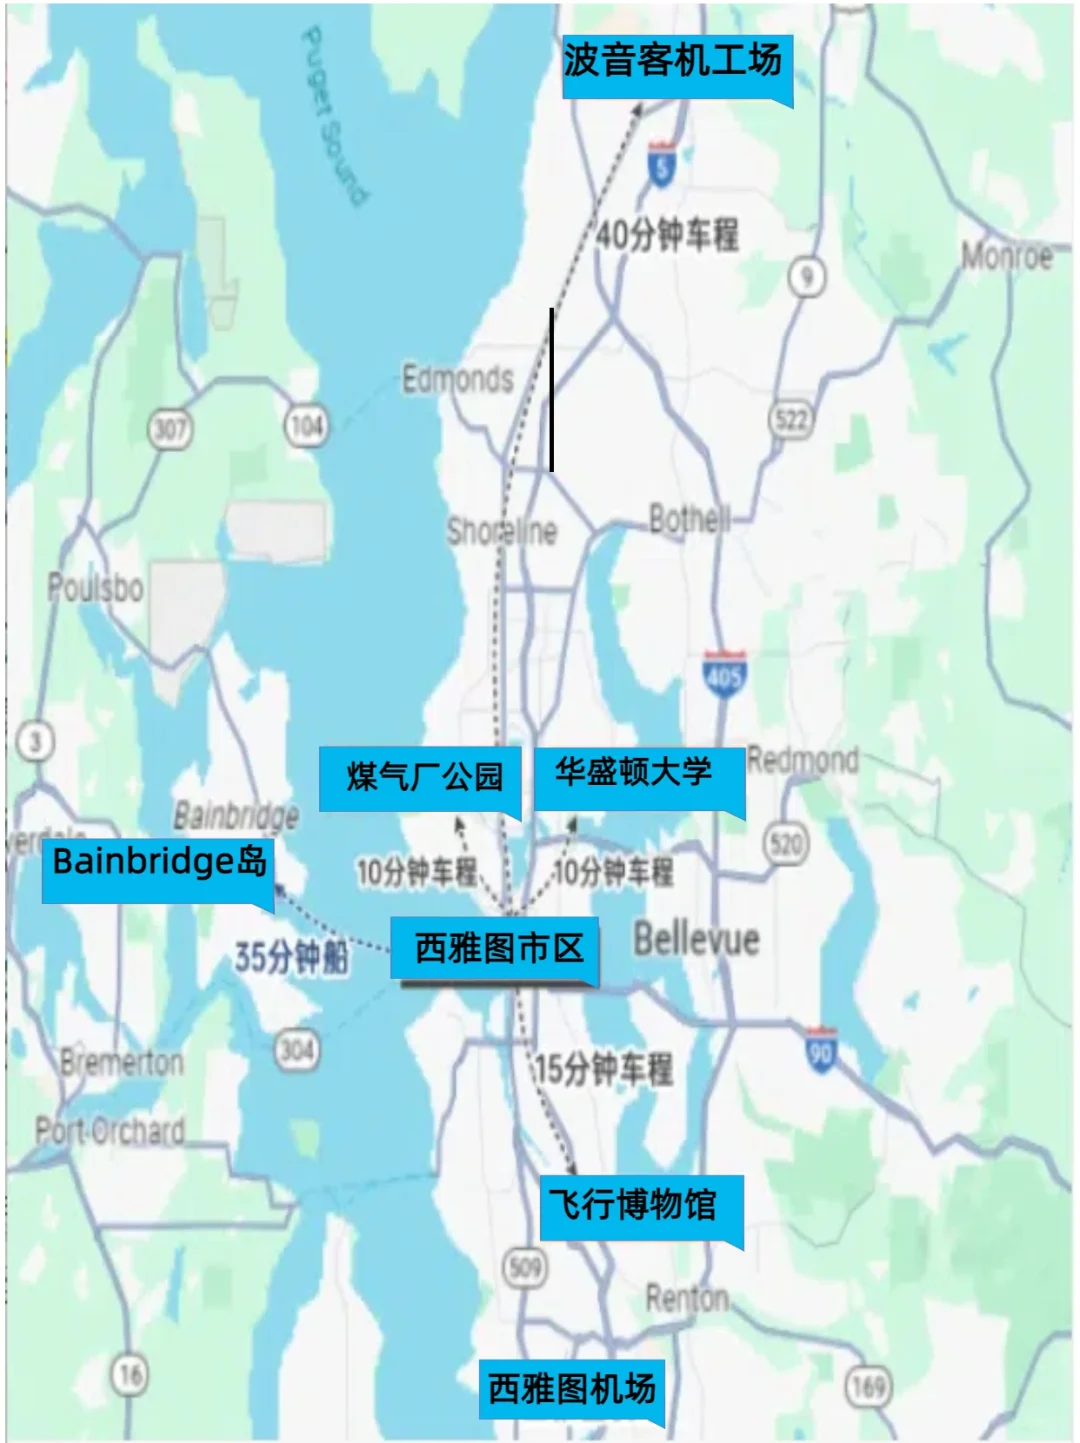 Puget Sound
波音客机工场
5
40分钟车程
Monroe
9
Edmonds
307
104
522
Shoreline
Bothell
Poulsbo
405
3
煤气厂公园
华盛顿大学
Redmond
Bainbridge
verdale
520
Bainbridge岛
10分钟车程
10分钟车程
西雅图市区
Bellevue
35分钟船
304
90
Bremerton
15分钟车程
Port Orchard
飞行博物馆
509
Renton
16
西雅图机场
169